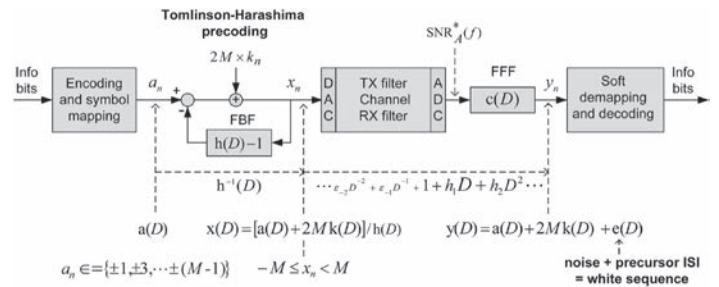 Tomlinson-Harashima
precoding
SNR*A(f)
2M×kn
Info
bits
Encoding
and symbol
mapping
an
+
-
+
xn
FBF
h(D)−1
D
A
C
TX filter
Channel
RX filter
A
D
C
FFF
c(D)
yn
Soft
demapping
and decoding
Info
bits
h⁻¹(D)
⋯ε₋₂D⁻² + ε₋₁D⁻¹ + 1 + h₁D + h₂D² ⋯
a(D)
x(D)=[a(D)+2Mk(D)]/h(D)
y(D)=a(D)+2Mk(D)+e(D)
an∈={±1,±3,⋯±(M-1)}
−M≤xn<M
noise + precursor ISI
= white sequence